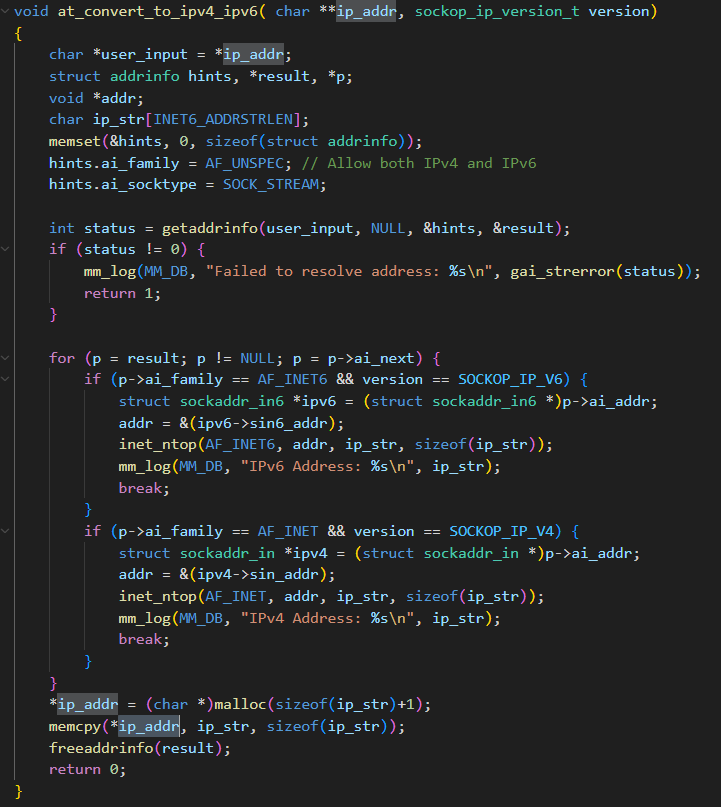 void at_convert_to_ipv4_ipv6( char **ip_addr, sockop_ip_version_t version)
{
    char *user_input = *ip_addr;
    struct addrinfo hints, *result, *p;
    void *addr;
    char ip_str[INET6_ADDRSTRLEN];
    memset(&hints, 0, sizeof(struct addrinfo));
    hints.ai_family = AF_UNSPEC; // Allow both IPv4 and IPv6
    hints.ai_socktype = SOCK_STREAM;

    int status = getaddrinfo(user_input, NULL, &hints, &result);
    if (status != 0) {
        mm_log(MM_DB, "Failed to resolve address: %s\n", gai_strerror(status));
        return 1;
    }

    for (p = result; p != NULL; p = p->ai_next) {
        if (p->ai_family == AF_INET6 && version == SOCKOP_IP_V6) {
            struct sockaddr_in6 *ipv6 = (struct sockaddr_in6 *)p->ai_addr;
            addr = &(ipv6->sin6_addr);
            inet_ntop(AF_INET6, addr, ip_str, sizeof(ip_str));
            mm_log(MM_DB, "IPv6 Address: %s\n", ip_str);
            break;
        }
        if (p->ai_family == AF_INET && version == SOCKOP_IP_V4) {
            struct sockaddr_in *ipv4 = (struct sockaddr_in *)p->ai_addr;
            addr = &(ipv4->sin_addr);
            inet_ntop(AF_INET, addr, ip_str, sizeof(ip_str));
            mm_log(MM_DB, "IPv4 Address: %s\n", ip_str);
            break;
        }
    }
    *ip_addr = (char *)malloc(sizeof(ip_str)+1);
    memcpy(*ip_addr, ip_str, sizeof(ip_str));
    freeaddrinfo(result);
    return 0;
}